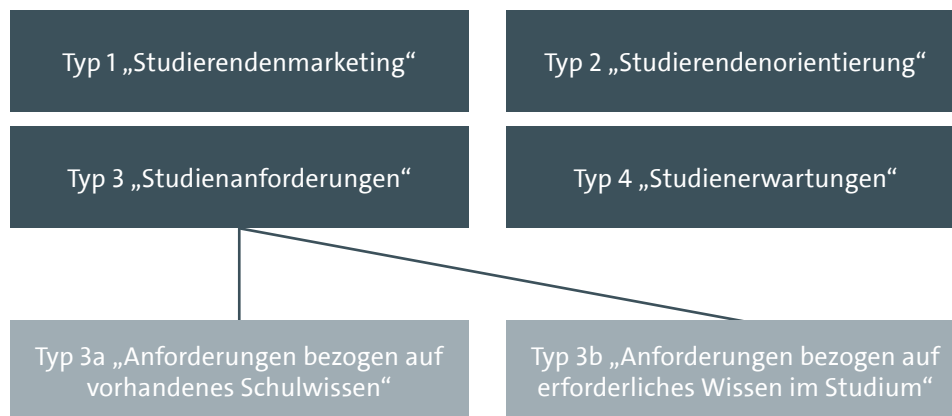 Typ 1 „Studierendenmarketing“
Typ 2 „Studierendenorientierung“
Typ 3 „Studienanforderungen“
Typ 4 „Studienerwartungen“
Typ 3a „Anforderungen bezogen auf
vorhandenes Schulwissen“
Typ 3b „Anforderungen bezogen auf
erforderliches Wissen im Studium“